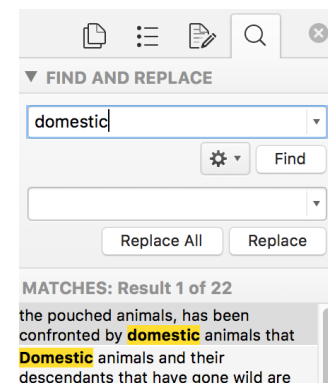 FIND AND REPLACE
domestic
Find
Replace All
Replace
MATCHES: Result 1 of 22
the pouched animals, has been
confronted by domestic animals that
Domestic animals and their
descendants that have gone wild are